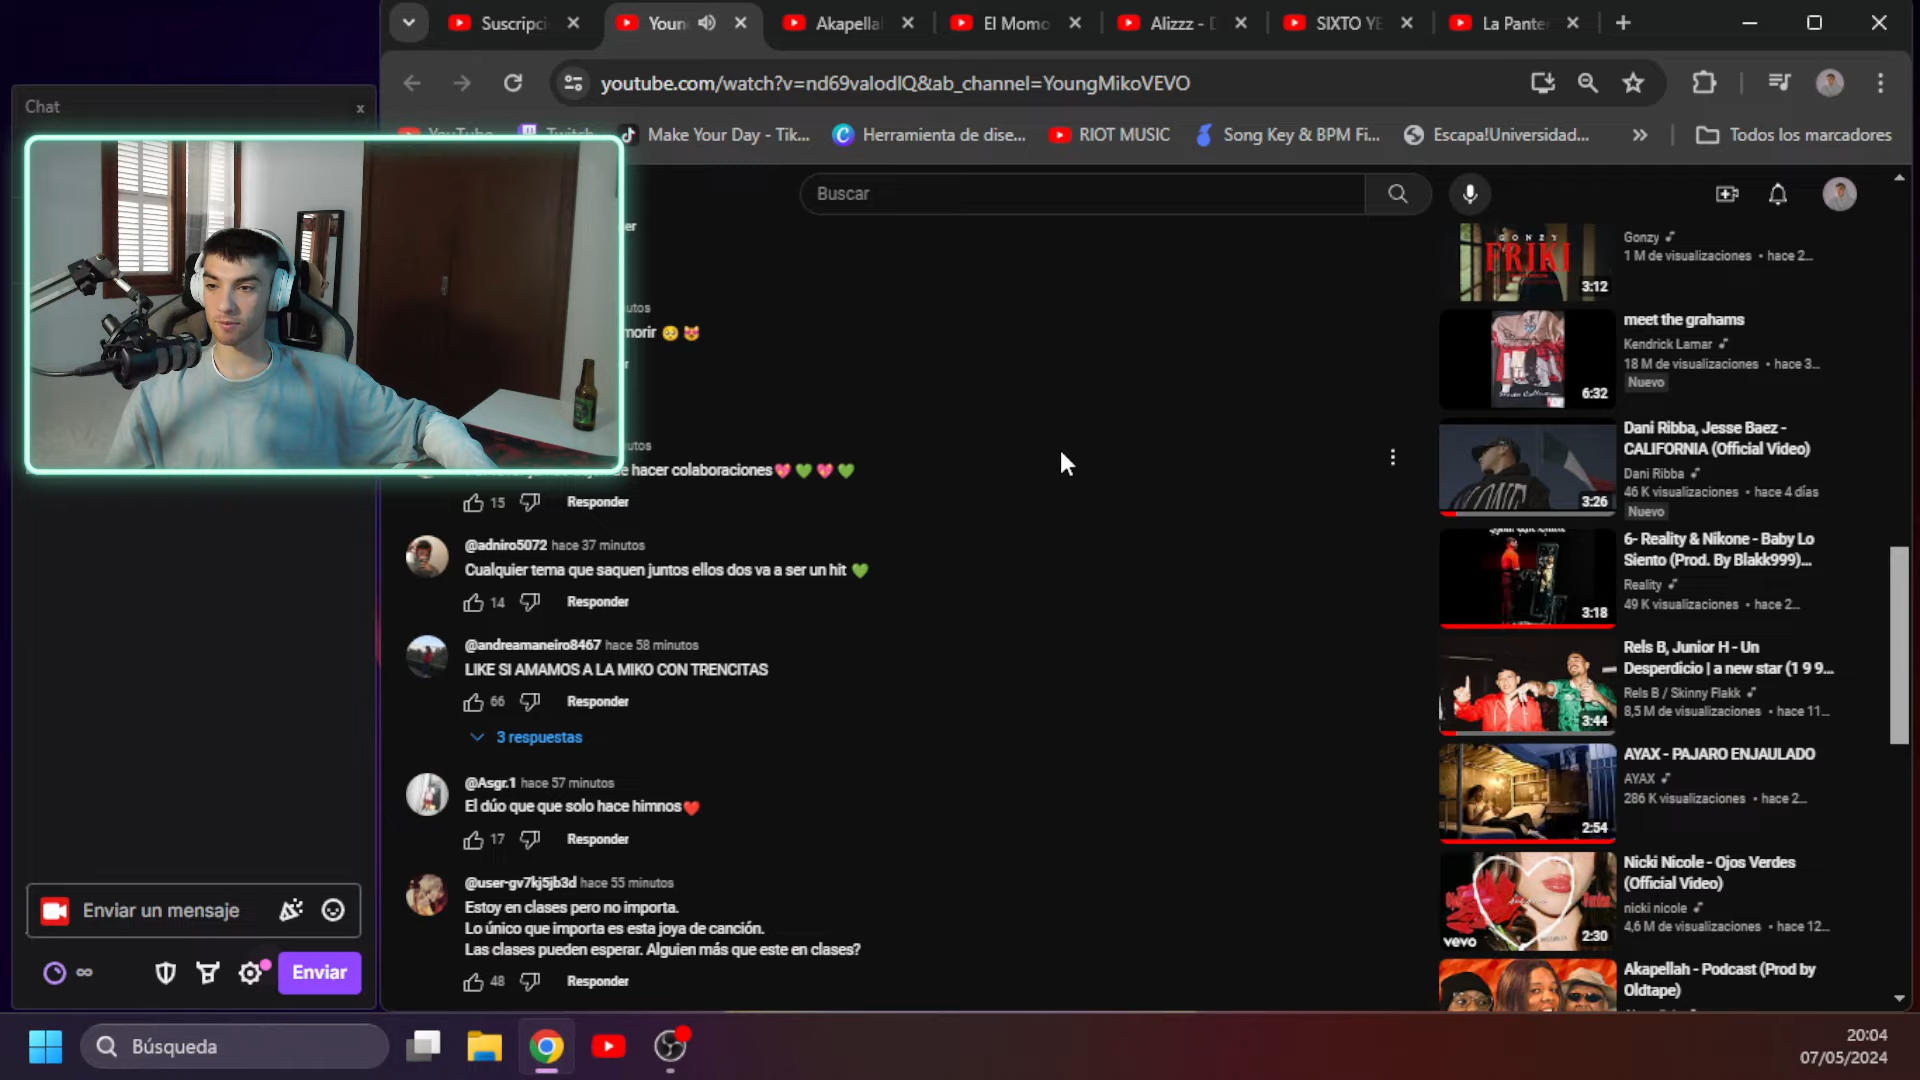 Suscripci
Youn
Akapella
El Momo
Alizzz - D
SIXTO YE
La Pante
youtube.com/watch?v=nd69valodlQ&ab_channel=YoungMikoVEVO
YouTube
Twitch
Make Your Day - Tik...
Herramienta de dise...
RIOT MUSIC
Song Key & BPM Fi...
Escapa!Universidad...
Todos los marcadores
Chat
x
Buscar
er
utos
morir 🥺 😻
r
utos
e hacer colaboraciones💖💚💖💚
15
Responder
@adniro5072 hace 37 minutos
Cualquier tema que saquen juntos ellos dos va a ser un hit 💚
14
Responder
@andreamaneiro8467 hace 58 minutos
LIKE SI AMAMOS A LA MIKO CON TRENCITAS
66
Responder
3 respuestas
@Asgr.1 hace 57 minutos
El dúo que que solo hace himnos❤️
17
Responder
@user-gv7kj5jb3d hace 55 minutos
Estoy en clases pero no importa.
Lo único que importa es esta joya de canción.
Las clases pueden esperar. Alguien más que este en clases?
48
Responder
GONZY
FRIKI
3:12
Gonzy
1 M de visualizaciones • hace 2...
6:32
meet the grahams
Kendrick Lamar
18 M de visualizaciones • hace 3...
Nuevo
3:26
Dani Ribba, Jesse Baez -
CALIFORNIA (Official Video)
Dani Ribba
46 K visualizaciones • hace 4 días
Nuevo
3:18
6- Reality & Nikone - Baby Lo
Siento (Prod. By Blakk999)...
Reality
49 K visualizaciones • hace 2...
3:44
Rels B, Junior H - Un
Desperdicio | a new star (1 9 9...
Rels B / Skinny Flakk
8,5 M de visualizaciones • hace 11...
2:54
AYAX - PAJARO ENJAULADO
AYAX
286 K visualizaciones • hace 2...
vevo
2:30
Nicki Nicole - Ojos Verdes
(Official Video)
nicki nicole
4,6 M de visualizaciones • hace 12...
Akapellah - Podcast (Prod by
Oldtape)
Enviar un mensaje
Enviar
Búsqueda
20:04
07/05/2024